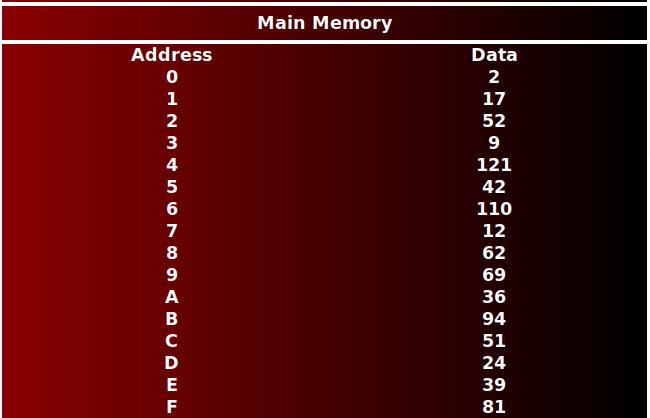 Main Memory
Address Data
0 2
1 17
2 52
3 9
4 121
5 42
6 110
7 12
8 62
9 69
A 36
B 94
C 51
D 24
E 39
F 81